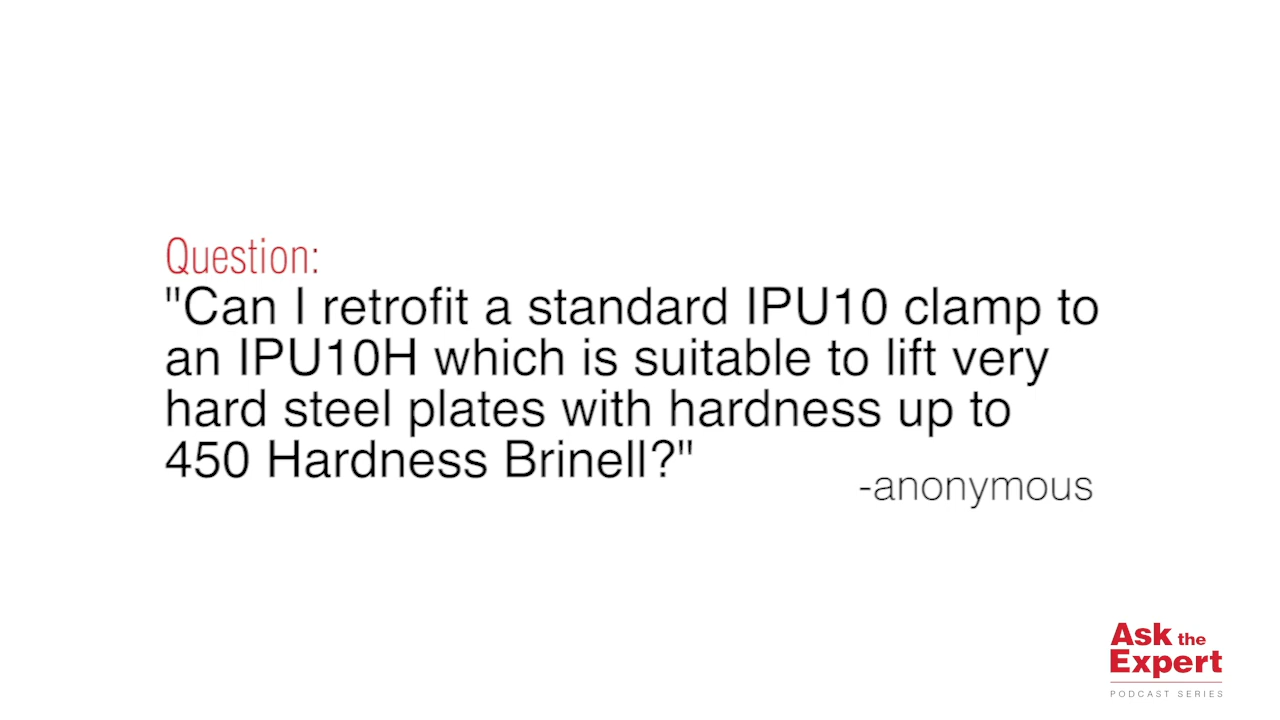 Question:
"Can I retrofit a standard IPU10 clamp to
an IPU10H which is suitable to lift very
hard steel plates with hardness up to
450 Hardness Brinell?"
-anonymous
Ask the
Expert
PODCAST SERIES